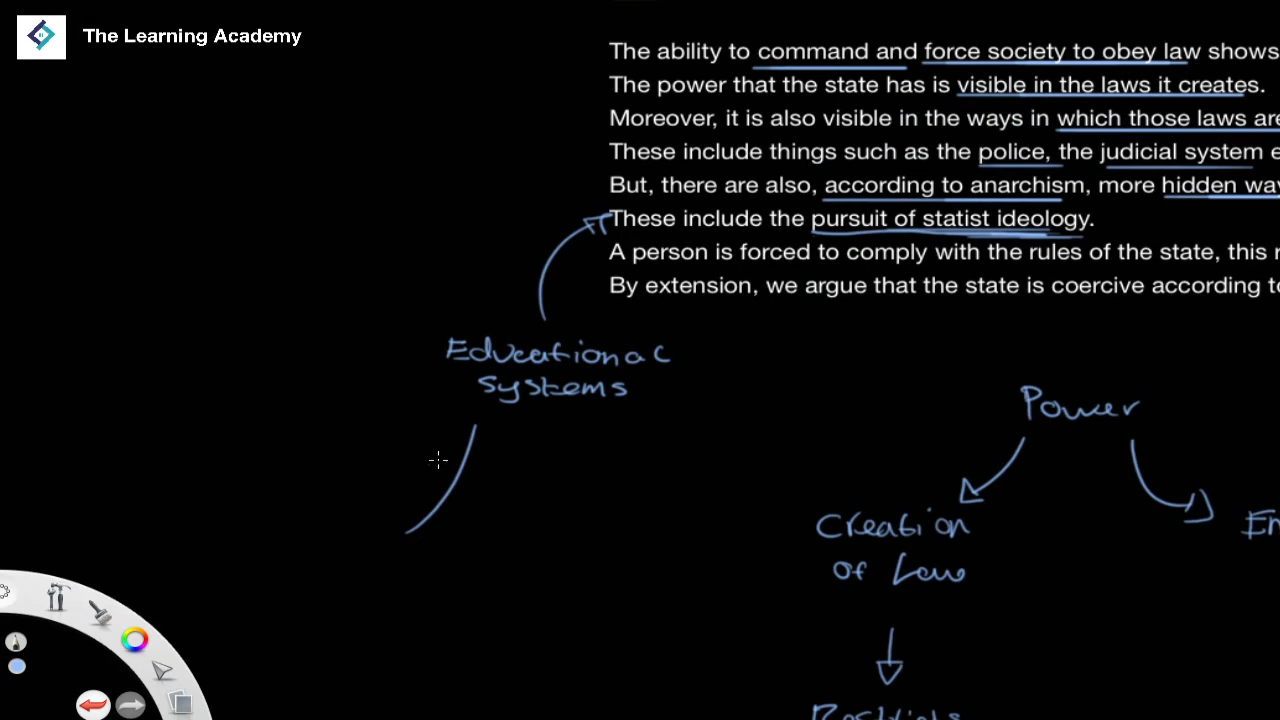 The Learning Academy
The ability to command and force society to obey law shows
The power that the state has is visible in the laws it creates.
Moreover, it is also visible in the ways in which those laws are
These include things such as the police, the judicial system e
But, there are also, according to anarchism, more hidden wa
These include the pursuit of statist ideology.
A person is forced to comply with the rules of the state, this r
By extension, we argue that the state is coercive according to
Educational
systems
Power
Creation
of Law
En